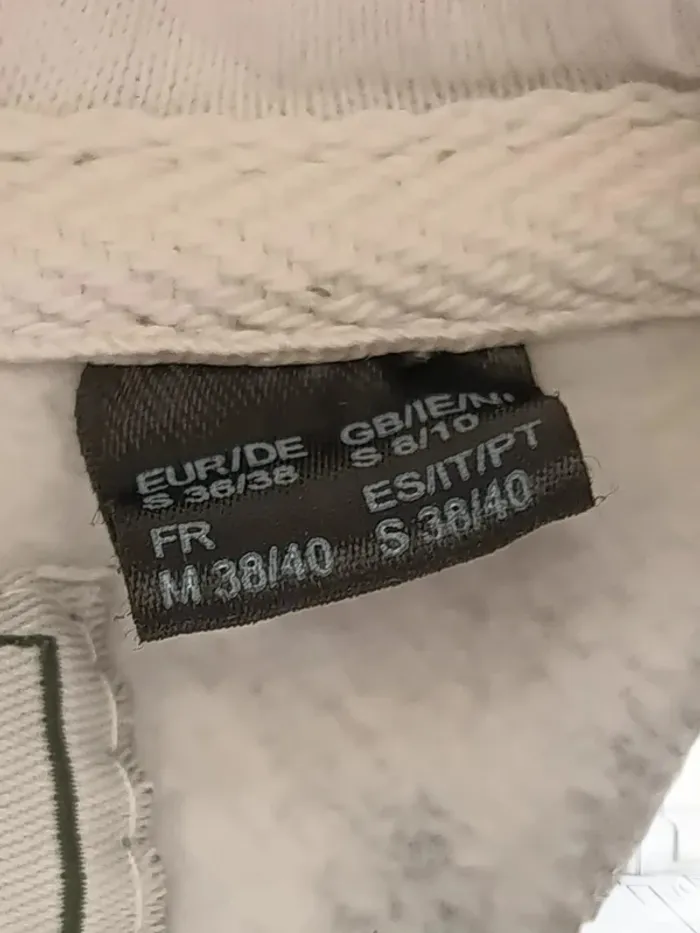 EUR/DE GB/IE/N.
S 36/38 S 8/10
FR ES/IT/PT
M 38/40 S 38/40